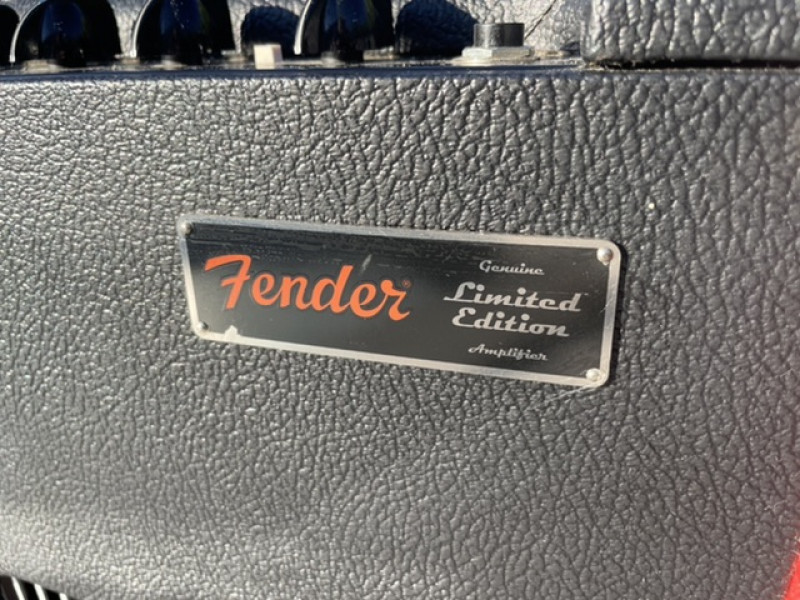 Fender®
Genuine
Limited
Edition
Amplifier